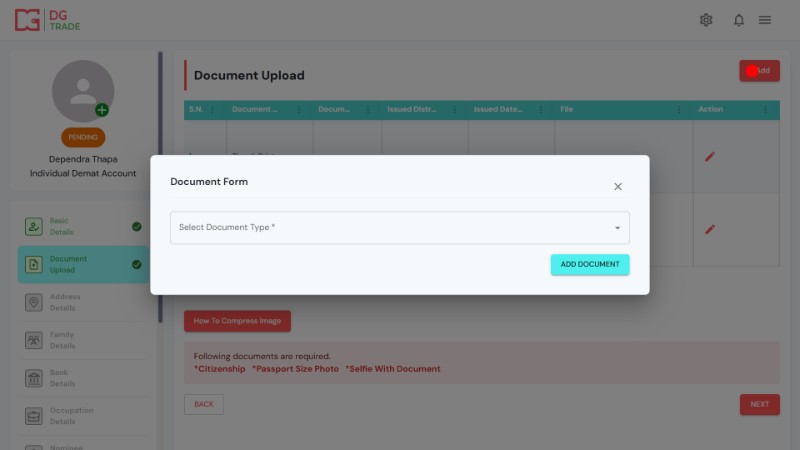 DG
TRADE
PENDING
Dependra Thapa
Individual Demat Account
Basic
Details
Document
Upload
Address
Details
Family
Details
Bank
Details
Occupation
Details
Nominee
Document Upload
Add
S.N.
Document ...
Docum...
Issued Distr...
Issued Date...
File
Action
Document Form
Select Document Type *
ADD DOCUMENT
How To Compress Image
Following documents are required.
*Citizenship *Passport Size Photo *Selfie With Document
BACK
NEXT